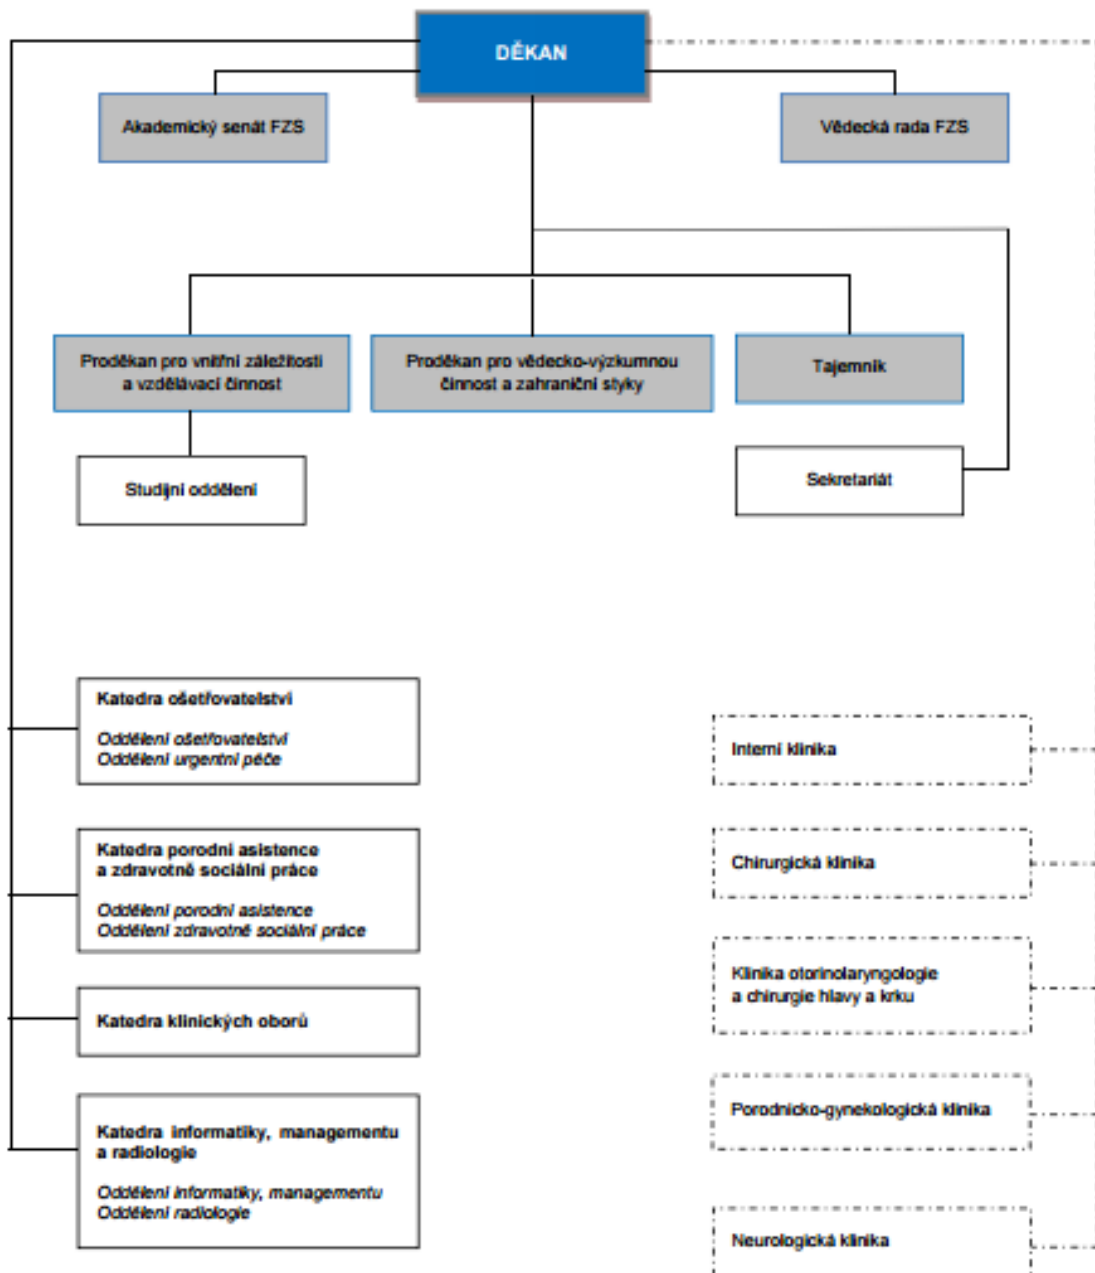 DĚKAN
Akademický senát FZS
Vědecká rada FZS
Proděkan pro vnitřní záležitosti
a vzdělávací činnost
Proděkan pro vědecko-výzkumnou
činnost a zahraniční styky
Tajemník
Studijní oddělení
Sekretariát
Katedra ošetřovatelství
Oddělení ošetřovatelství
Oddělení urgentní péče
Katedra porodní asistence
a zdravotně sociální práce
Oddělení porodní asistence
Oddělení zdravotně sociální práce
Katedra klinických oborů
Katedra informatiky, managementu
a radiologie
Oddělení informatiky, managementu
Oddělení radiologie
Interní klinika
Chirurgická klinika
Klinika otorinolaryngologie
a chirurgie hlavy a krku
Porodnicko-gynekologická klinika
Neurologická klinika